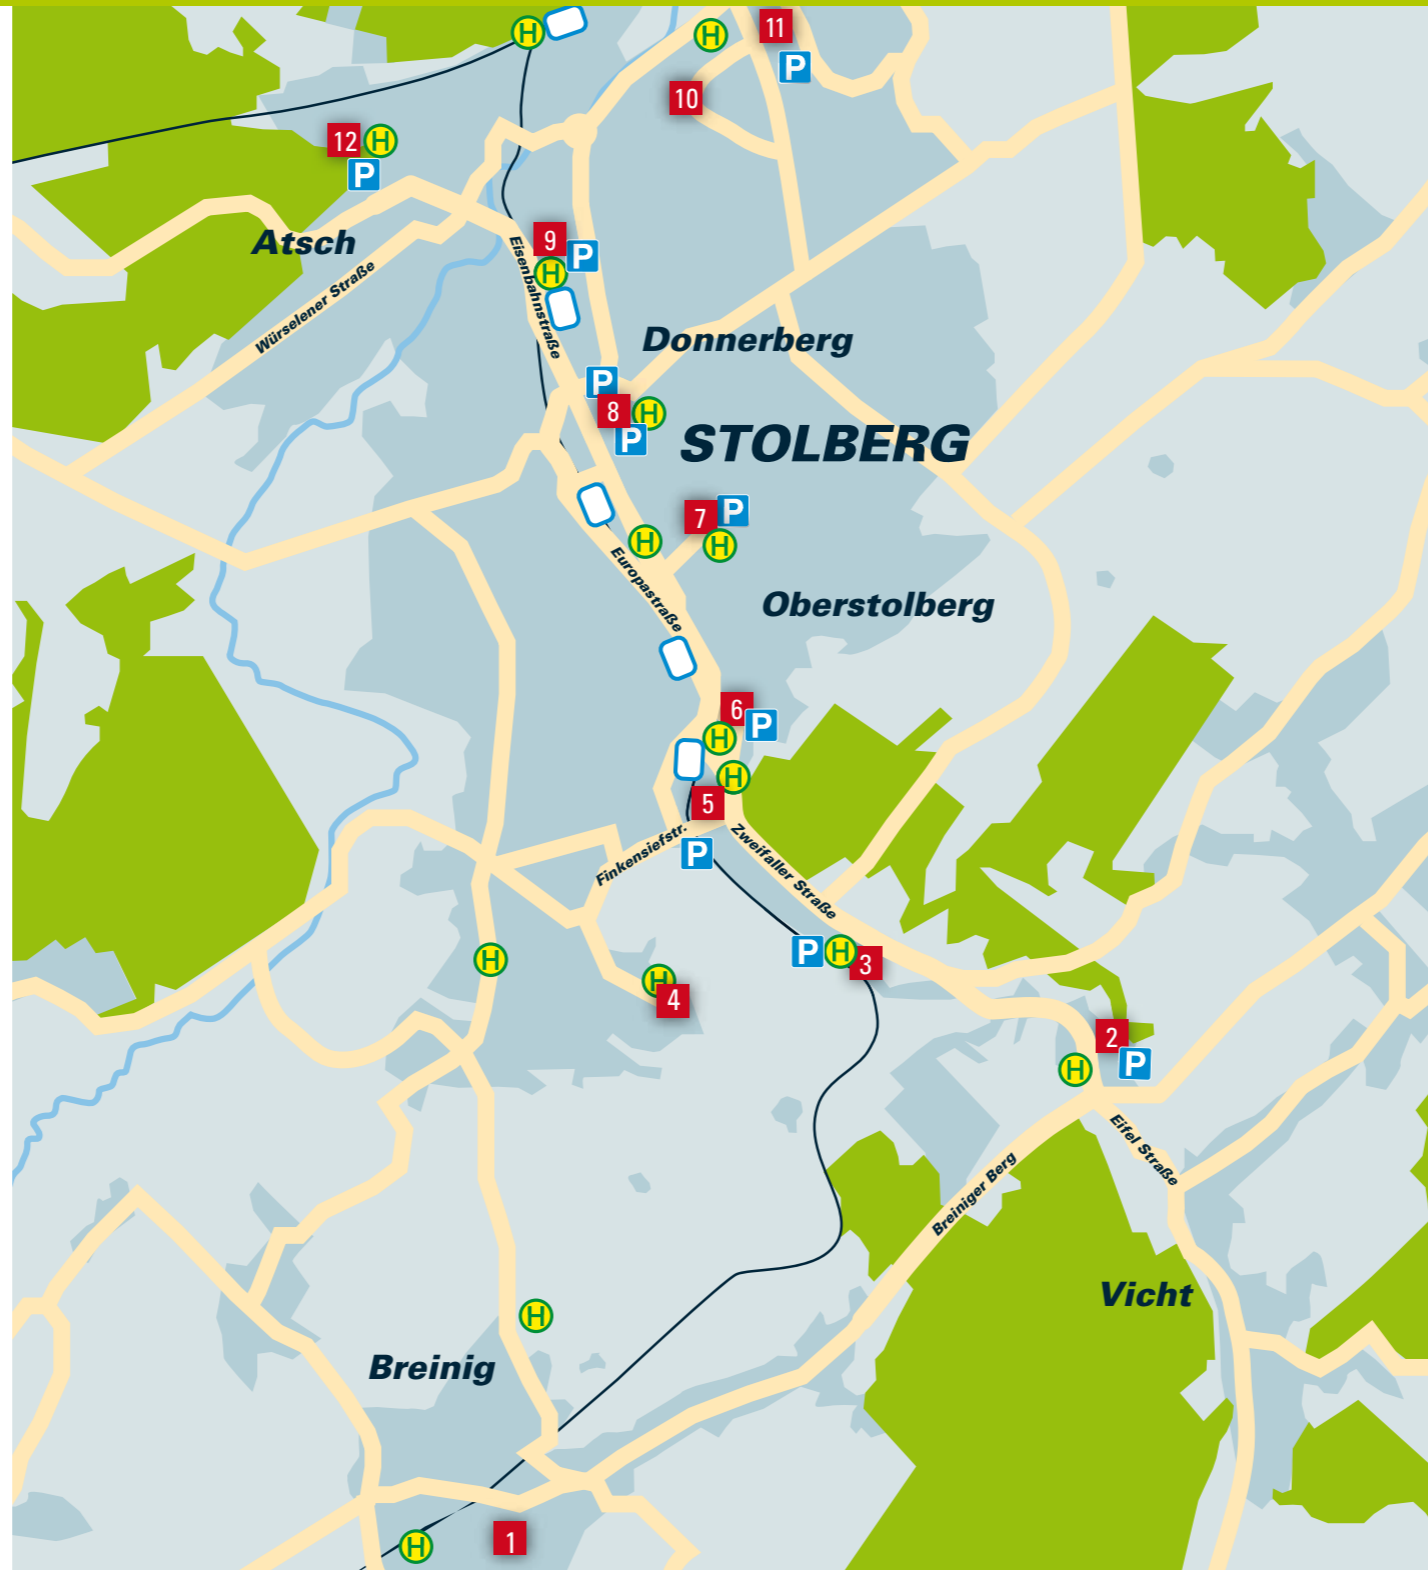 H
11
H
P
10
12
H
P
Atsch
9
P
H
Eisenbahnstraße
Würselener Straße
Donnerberg
P
8
H
P
STOLBERG
7
P
H
H
Europastraße
Oberstolberg
6
P
H
H
5
Finkensiefstr.
P
Zweifaller Straße
P
H
3
H
H
4
2
P
H
Eifel Straße
Breiniger Berg
Vicht
H
Breinig
H
1